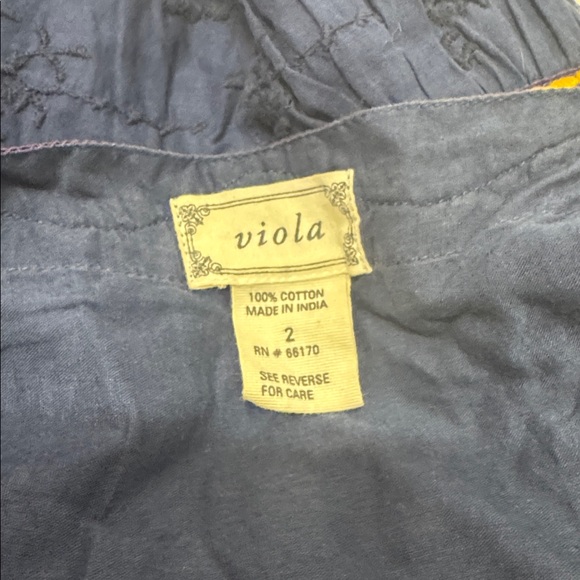 viola
100% COTTON
MADE IN INDIA
2
RN # 66170
SEE REVERSE
FOR CARE